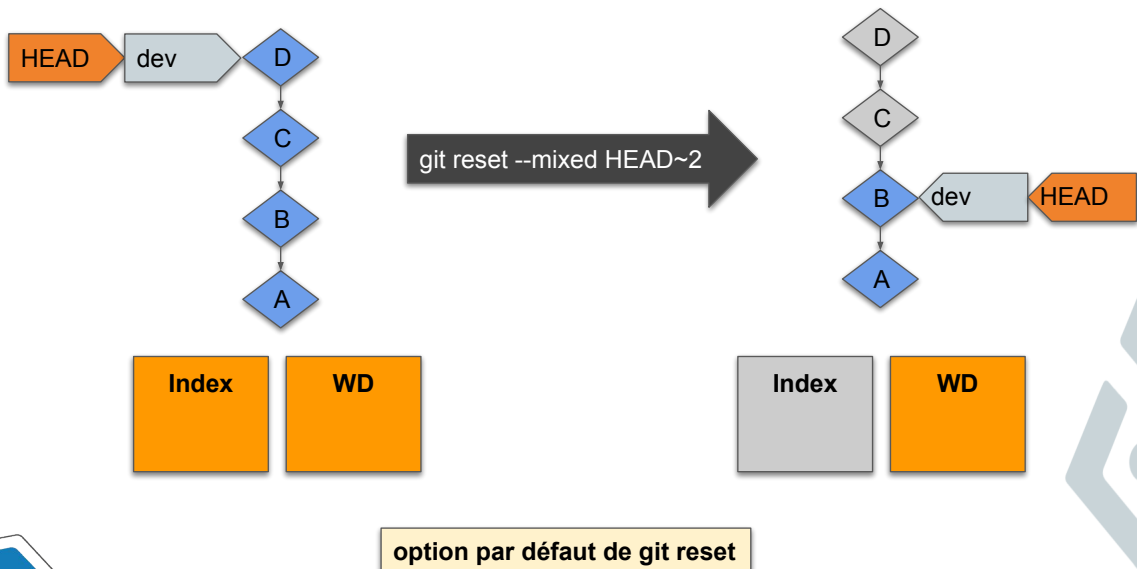 HEAD
dev
D
C
B
A
git reset --mixed HEAD~2
D
C
B
dev
HEAD
A
Index
WD
Index
WD
option par défaut de git reset